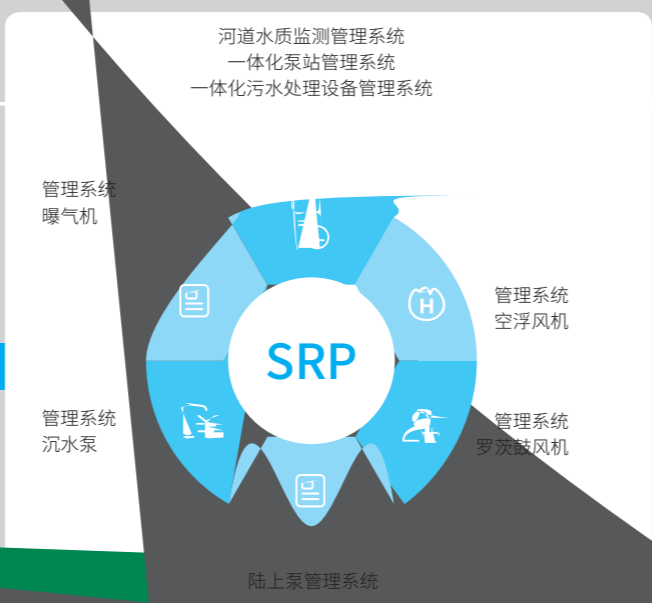 河道水质监测管理系统
一体化泵站管理系统
一体化污水处理设备管理系统
管理系统
曝气机
H
管理系统
空浮风机
SRP
管理系统
沉水泵
管理系统
罗茨鼓风机
陆上泵管理系统